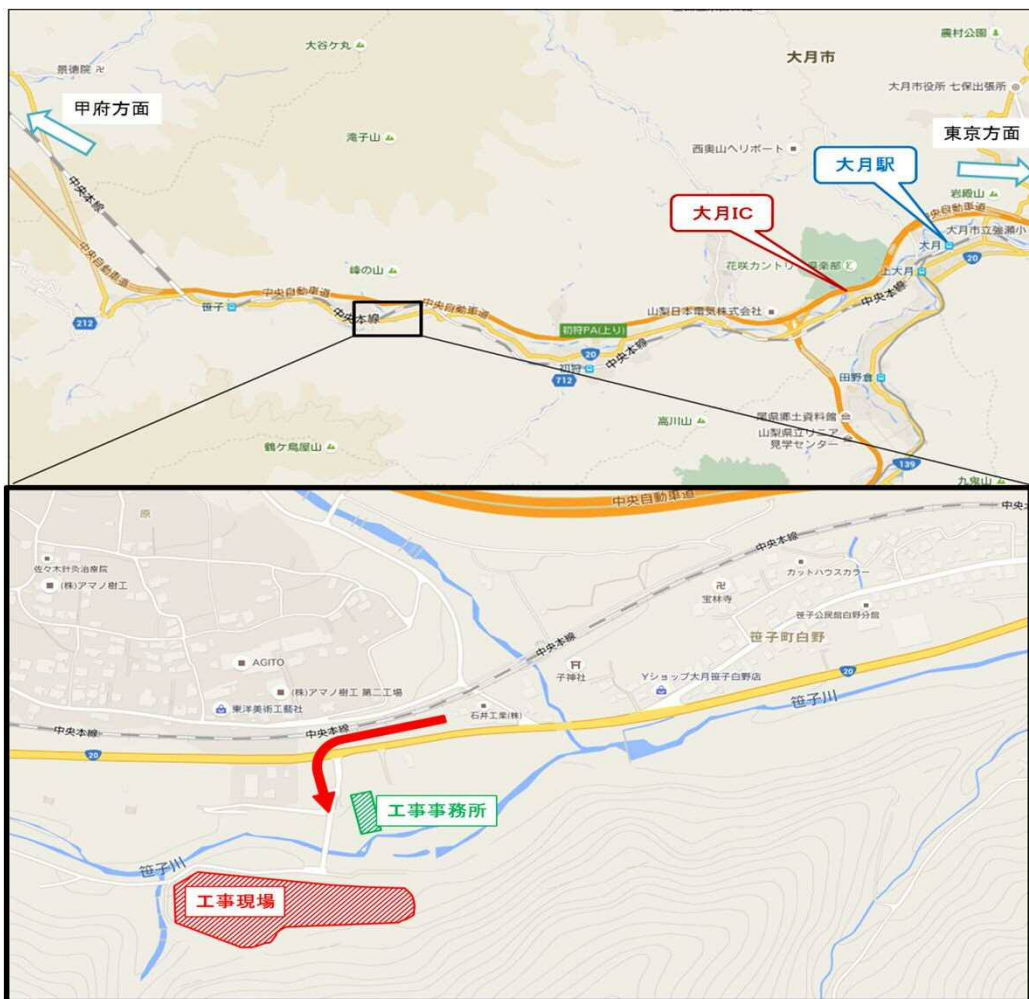 農村公園
大谷ケ丸
大月市
景徳院
大月市役所 七保出張所
甲府方面
東京方面
滝子山
西奥山ヘリポート
大月駅
岩殿山
大月IC
中央自動車道
大月市立強瀬小
中央本線
大月
20
花咲カントリー倶楽部
上大月
峰の山
中央自動車道
中央本線
笹子
中央自動車道
中央自動車道
山梨日本電気株式会社
212
中央本線
初狩PA(上り)
20
中央本線
初狩
712
田野倉
高川山
尾県郷土資料館
山梨県立リニア
見学センター
鶴ケ鳥屋山
139
九鬼山
中央自動車道
原
中央本線
中央本線
佐々木針灸治療院
カットハウスカラー
(株)アマノ樹工
宝林寺
笹子公民館白野分館
笹子町白野
中央本線
AGITO
子神社
20
Yショップ大月笹子白野店
(株)アマノ樹工 第二工場
笹子川
東洋美術工藝社
石井工業(株)
中央本線
中央本線
20
工事事務所
笹子川
工事現場